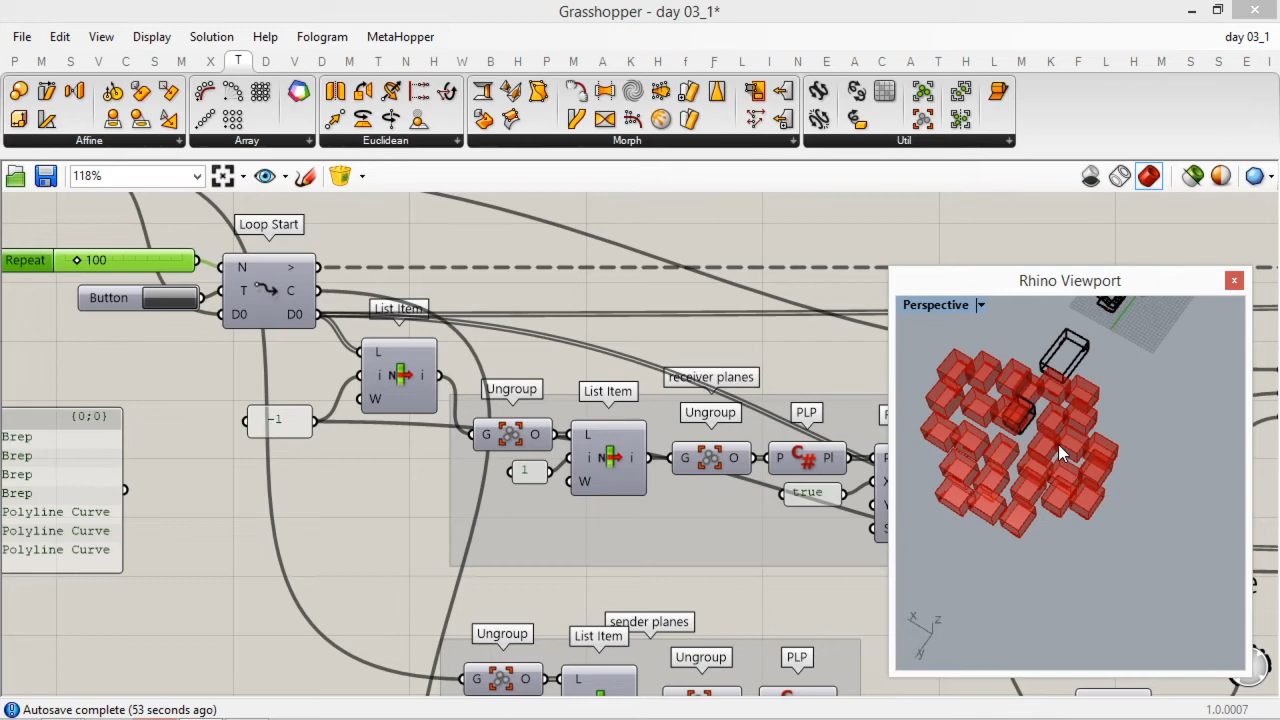 Grasshopper - day 03_1*
File Edit View Display Solution Help Fologram MetaHopper
day 03_1
P M S V C S M X T D V T M T N H W B H P T M A K M F F M L I N P E A D T H A W L M F C A L H M S S E I
Affine Array Euclidean Morph Util
118%
Loop Start
Repeat 100
N >
Button T C
D0 D0
List Item
L
i i
W
-1
{0;0}
Brep
Brep
Brep
Brep
Polyline Curve
Polyline Curve
Polyline Curve
Ungroup
G O
List Item
L
i i
W
1
receiver planes
Ungroup
G O
PLP
P C# Pl
true
sender planes
Ungroup
G O
List Item
L
Ungroup
PLP
Rhino Viewport
x
Perspective
x z
y
Autosave complete (53 seconds ago)
1.0.0007